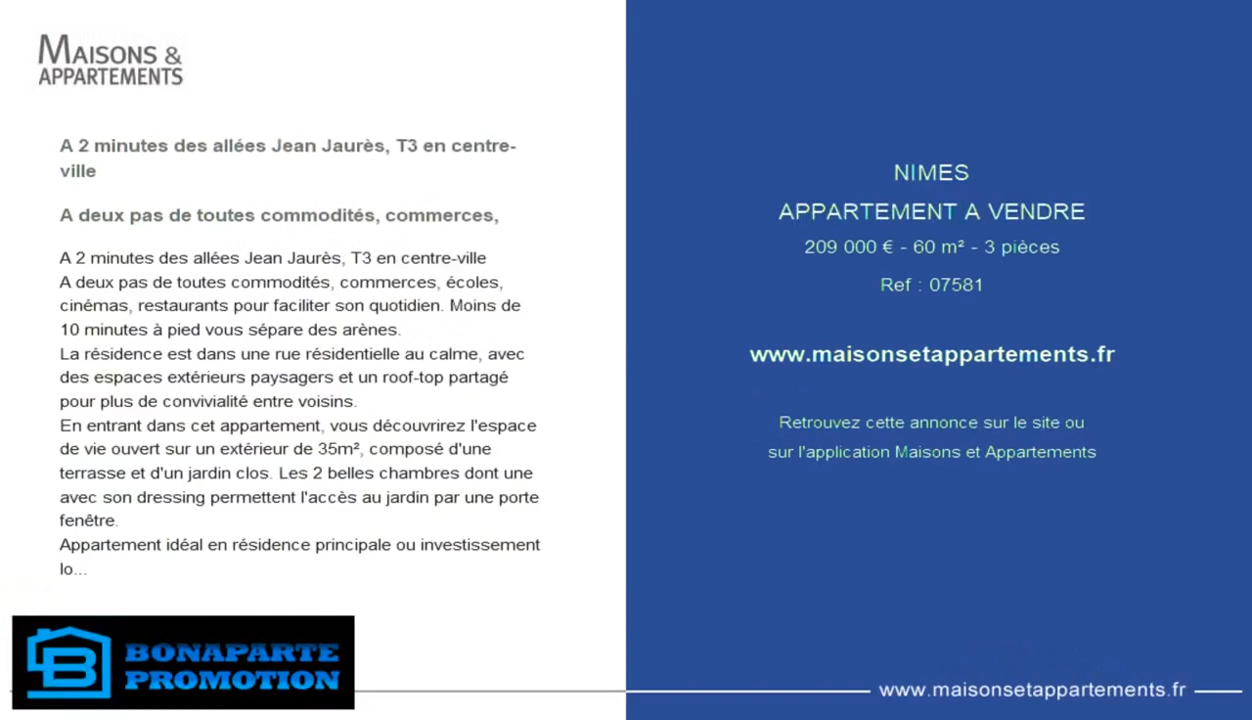 MAISONS &
APPARTEMENTS
A 2 minutes des allées Jean Jaurès, T3 en centre-
ville
A deux pas de toutes commodités, commerces,
A 2 minutes des allées Jean Jaurès, T3 en centre-ville
A deux pas de toutes commodités, commerces, écoles,
cinémas, restaurants pour faciliter son quotidien. Moins de
10 minutes à pied vous sépare des arènes.
La résidence est dans une rue résidentielle au calme, avec
des espaces extérieurs paysagers et un roof-top partagé
pour plus de convivialité entre voisins.
En entrant dans cet appartement, vous découvrirez l'espace
de vie ouvert sur un extérieur de 35m², composé d'une
terrasse et d'un jardin clos. Les 2 belles chambres dont une
avec son dressing permettent l'accès au jardin par une porte
fenêtre.
Appartement idéal en résidence principale ou investissement
lo...
B BONAPARTE
PROMOTION
NIMES
APPARTEMENT A VENDRE
209 000 € - 60 m² - 3 pièces
Ref : 07581
www.maisonsetappartements.fr
Retrouvez cette annonce sur le site ou
sur l'application Maisons et Appartements
www.maisonsetappartements.fr